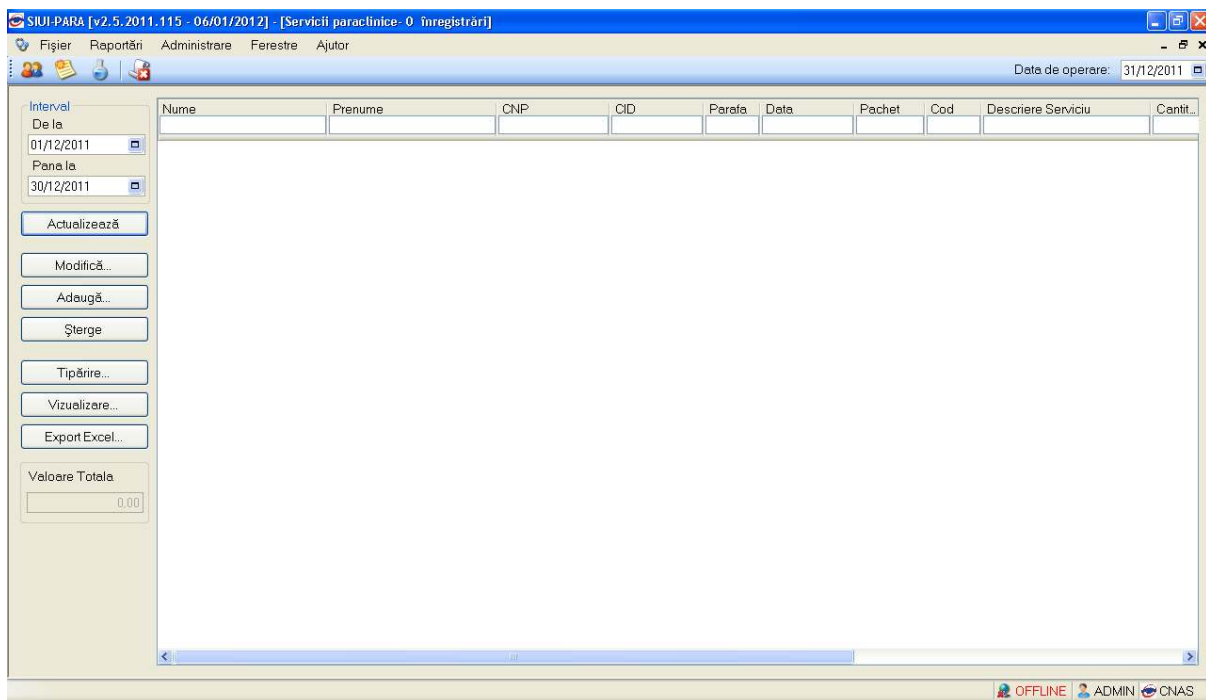 SIUI-PARA [v2.5.2011.115 - 06/01/2012] - [Servicii paraclinice- 0 înregistrări]
Fişier Raportări Administrare Ferestre Ajutor
Data de operare: 31/12/2011
Interval
De la
01/12/2011
Pana la
30/12/2011
Actualizează
Modifică...
Adaugă...
Şterge
Tipărire...
Vizualizare...
Export Excel...
Valoare Totala
0,00
Nume Prenume CNP CID Parafa Data Pachet Cod Descriere Serviciu Cantit...
OFFLINE ADMIN CNAS